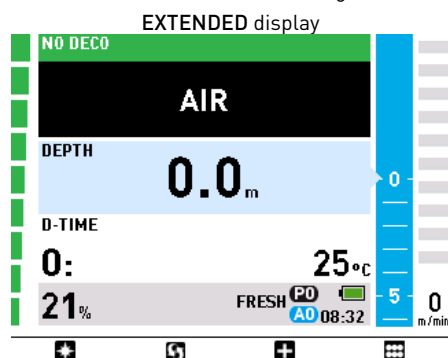 EXTENDED display
NO DECO
AIR
DEPTH
0.0m
0
D-TIME
0:
25°C
21%
FRESH P0
A0 08:32
5
0
m/min